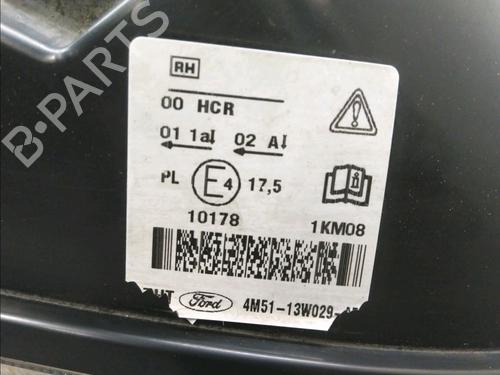 B-PARTS
RH
00 HCR
01 1a 02 A
PL E4 17,5
10178 1KM08
Ford 4M51-13W029-